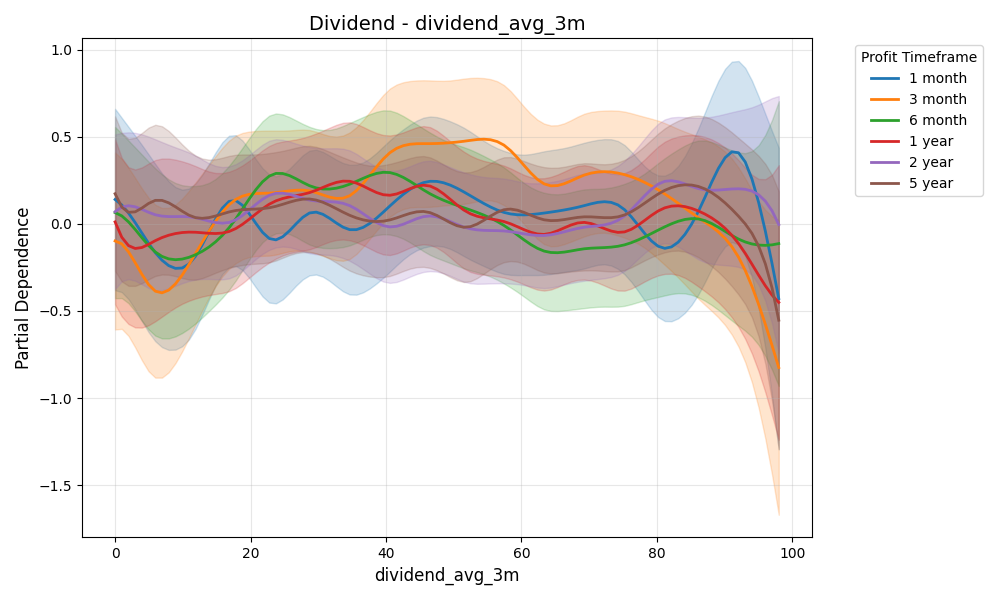 Dividend - dividend_avg_3m
Profit Timeframe
1 month
3 month
6 month
1 year
2 year
5 year
Partial Dependence
1.0
0.5
0.0
−0.5
−1.0
−1.5
0 20 40 60 80 100
dividend_avg_3m